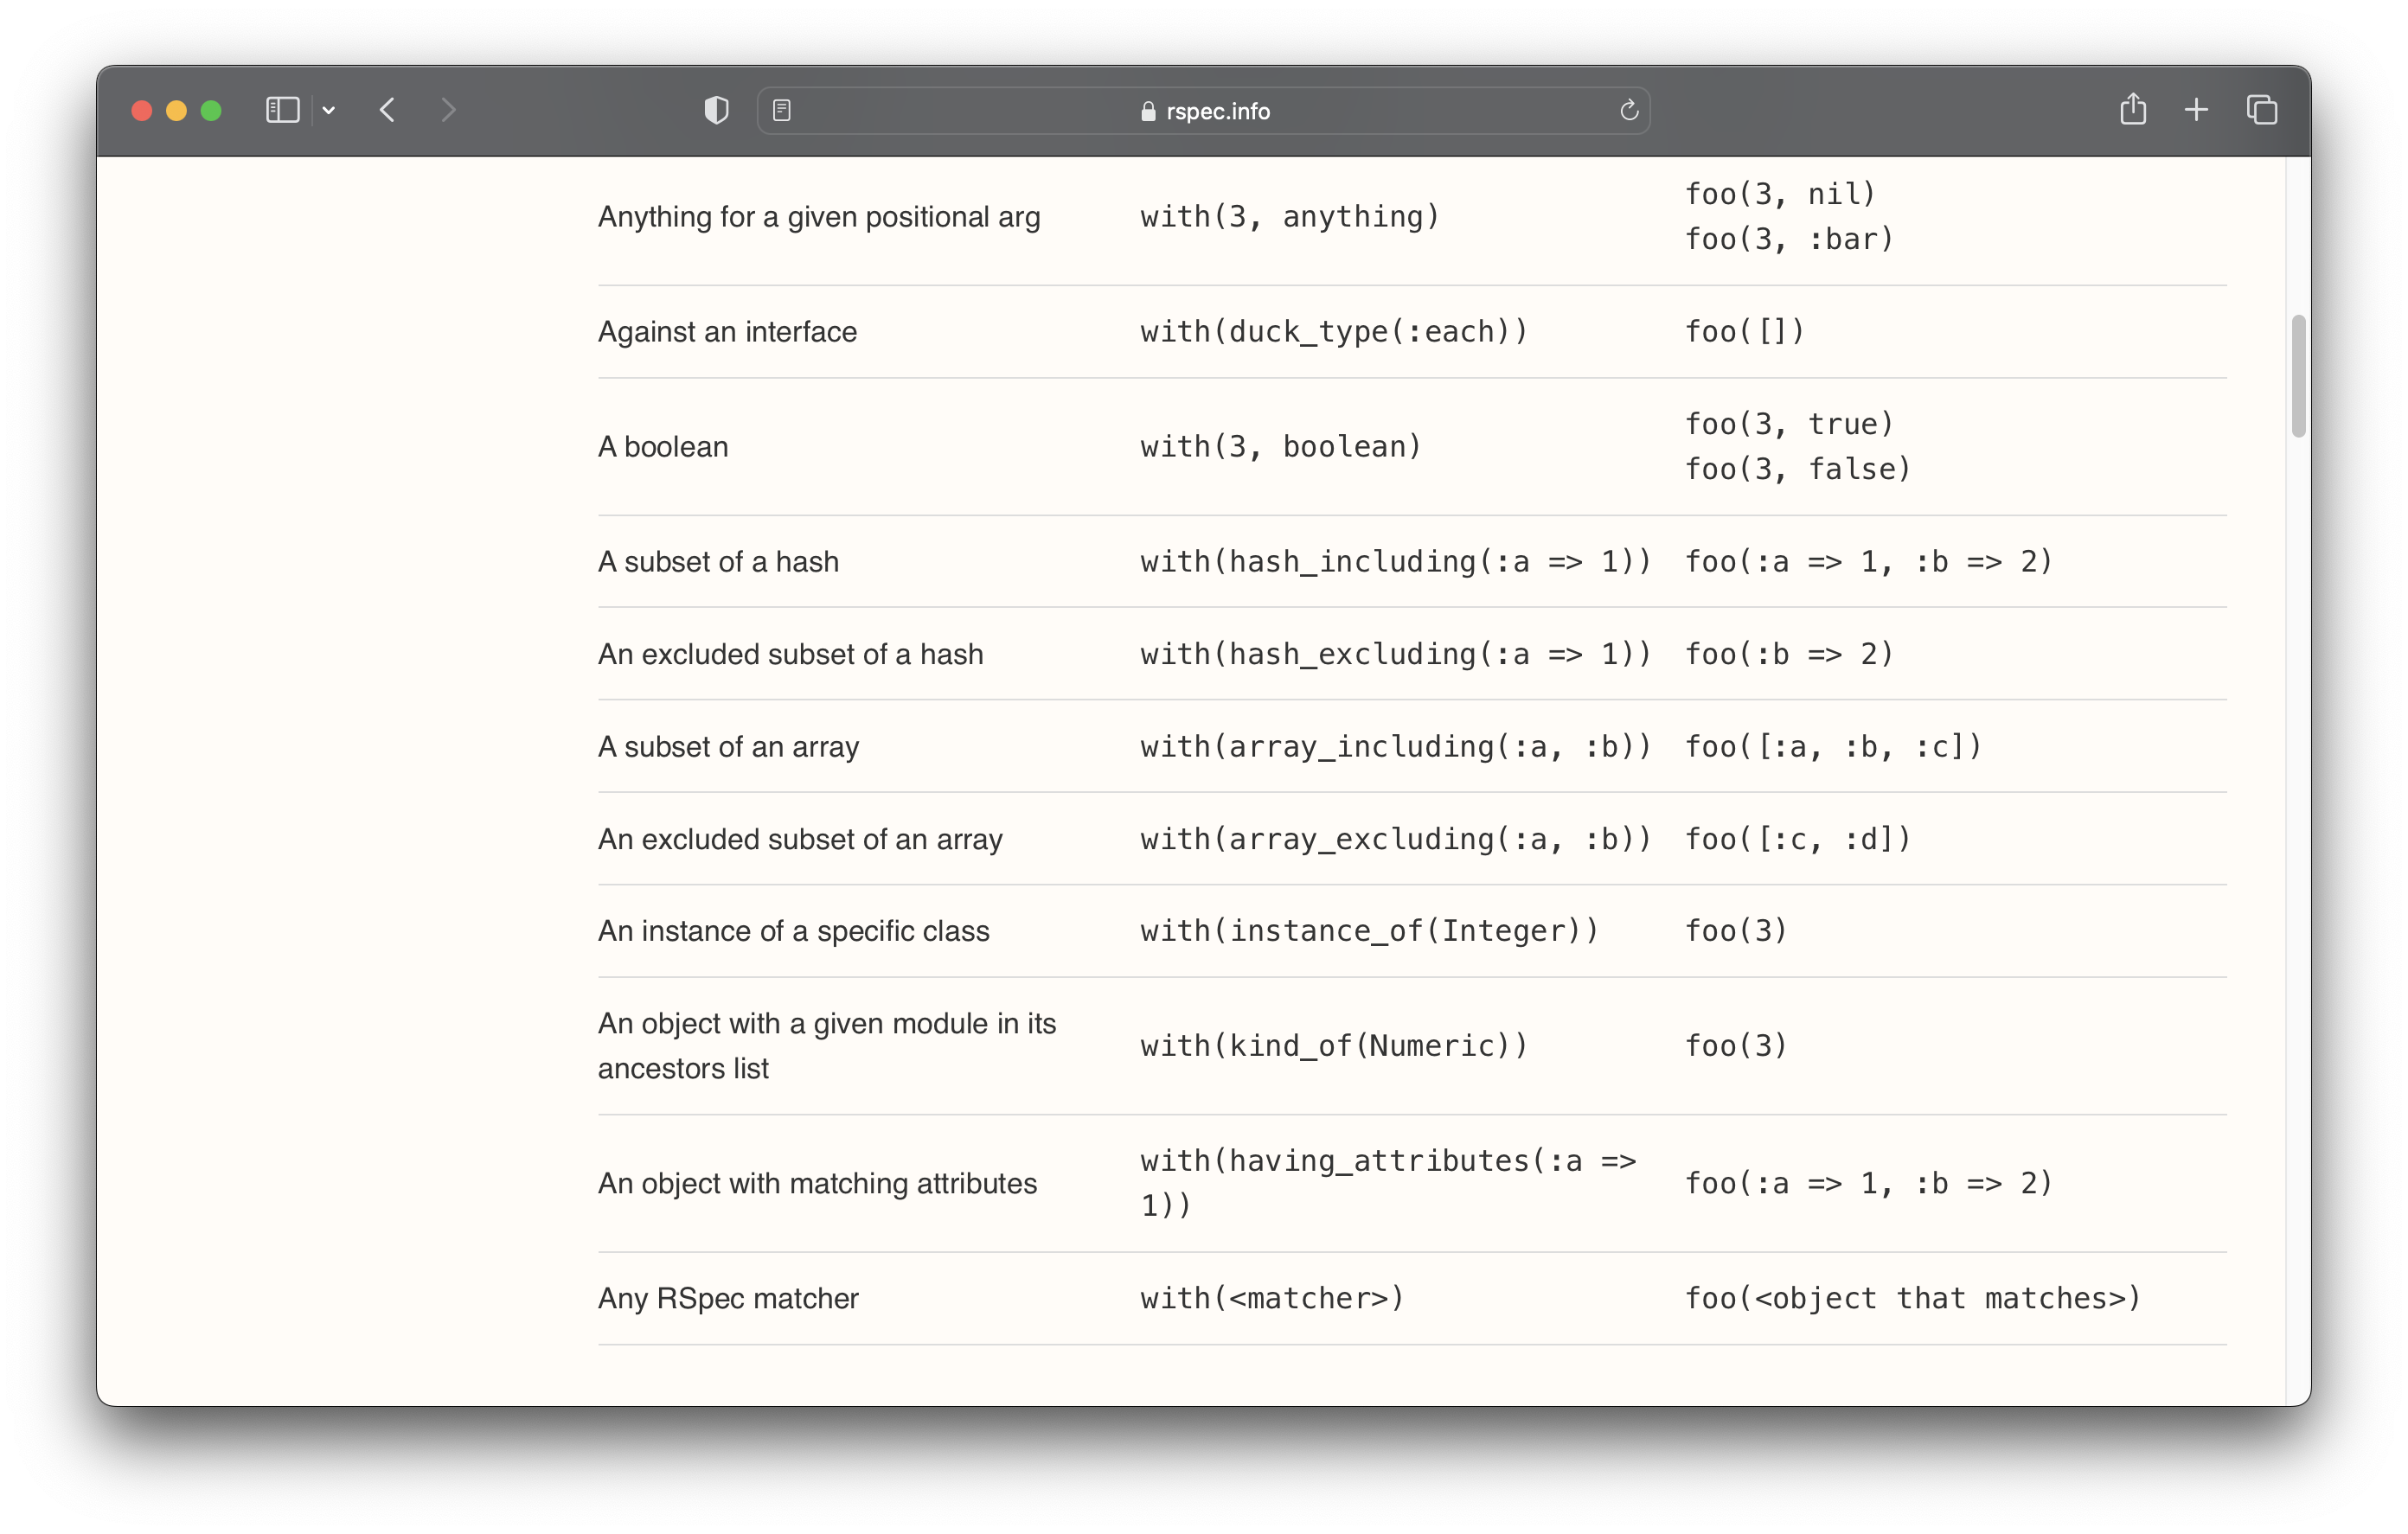 rspec.info
Anything for a given positional arg with(3, anything) foo(3, nil)
foo(3, :bar)
Against an interface with(duck_type(:each)) foo([])
A boolean with(3, boolean) foo(3, true)
foo(3, false)
A subset of a hash with(hash_including(:a => 1)) foo(:a => 1, :b => 2)
An excluded subset of a hash with(hash_excluding(:a => 1)) foo(:b => 2)
A subset of an array with(array_including(:a, :b)) foo([:a, :b, :c])
An excluded subset of an array with(array_excluding(:a, :b)) foo([:c, :d])
An instance of a specific class with(instance_of(Integer)) foo(3)
An object with a given module in its
ancestors list with(kind_of(Numeric)) foo(3)
An object with matching attributes with(having_attributes(:a =>
1)) foo(:a => 1, :b => 2)
Any RSpec matcher with(<matcher>) foo(<object that matches>)